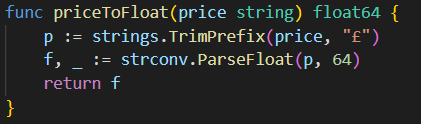 func priceToFloat(price string) float64 {
    p := strings.TrimPrefix(price, "£")
    f, _ := strconv.ParseFloat(p, 64)
    return f
}